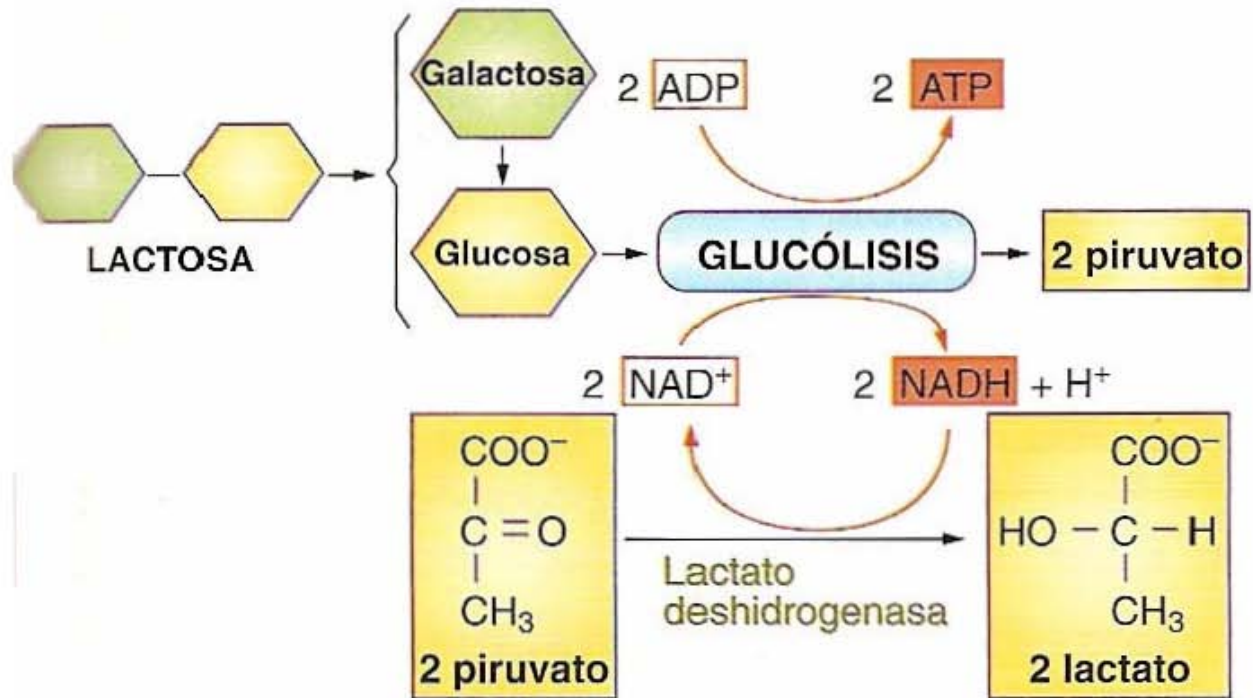 Galactosa
2 ADP
2 ATP
LACTOSA
Glucosa
GLUCÓLISIS
2 piruvato
2 NAD⁺
2 NADH + H⁺
COO⁻
C = O
CH₃
2 piruvato
Lactato
deshidrogenasa
COO⁻
HO – C – H
CH₃
2 lactato